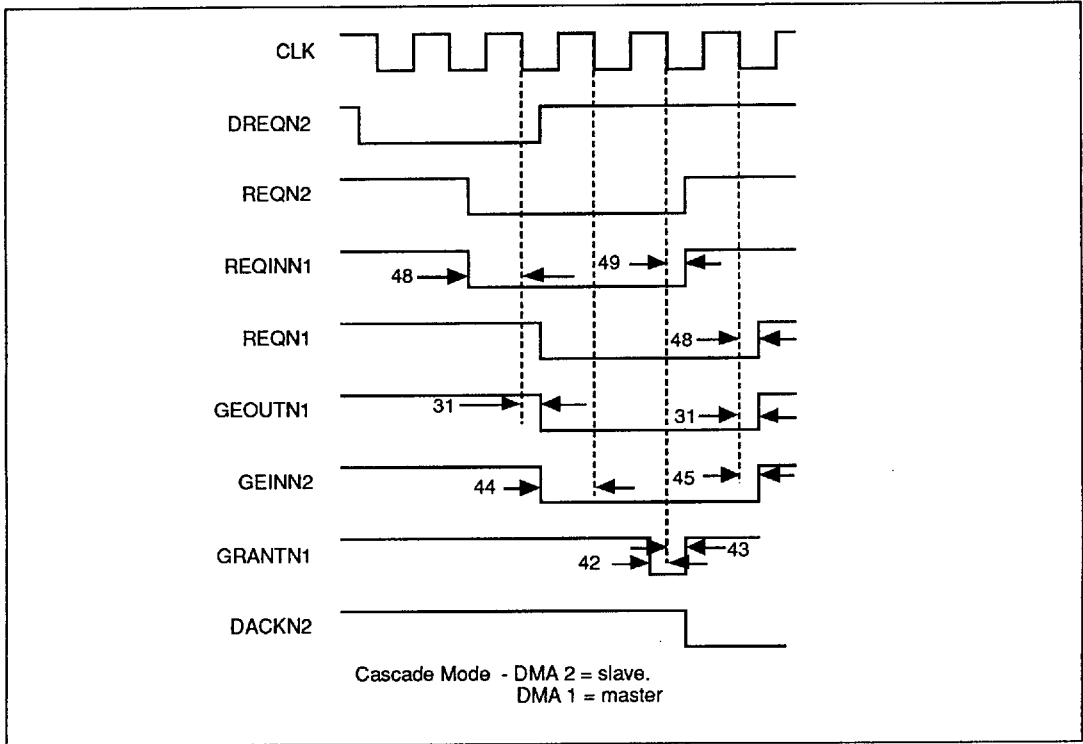 CLK
DREQN2
REQN2
REQINN1
48
49
REQN1
48
GEOUTN1
31
31
GEINN2
44
45
GRANTN1
42
43
DACKN2
Cascade Mode - DMA 2 = slave.
DMA 1 = master